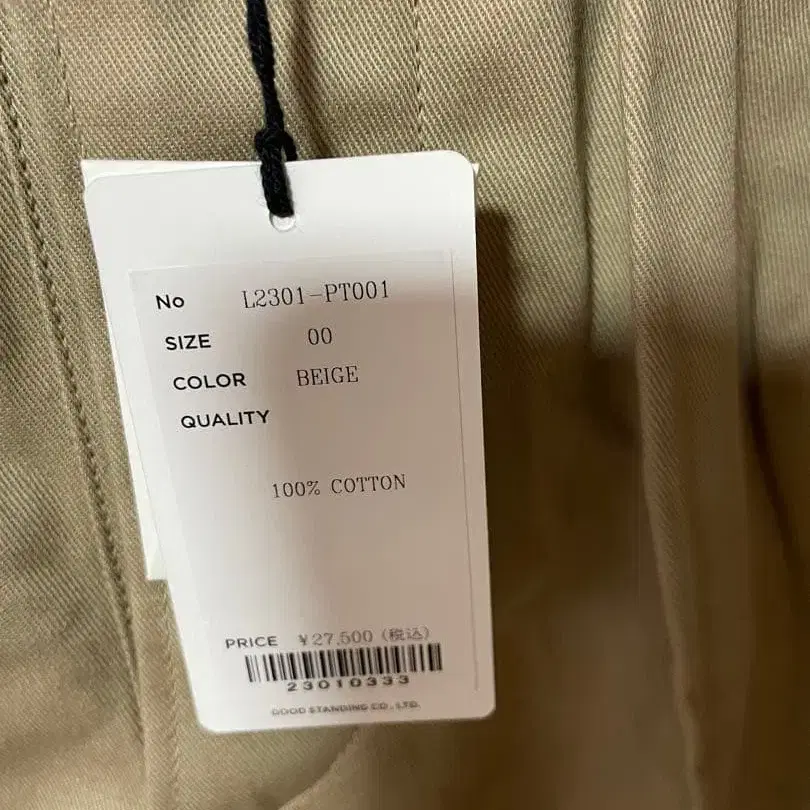 No L2301-PT001
SIZE 00
COLOR BEIGE
QUALITY
100% COTTON
PRICE ¥27,500 (税込)
23010333
GOOD STANDING CO., LTD.